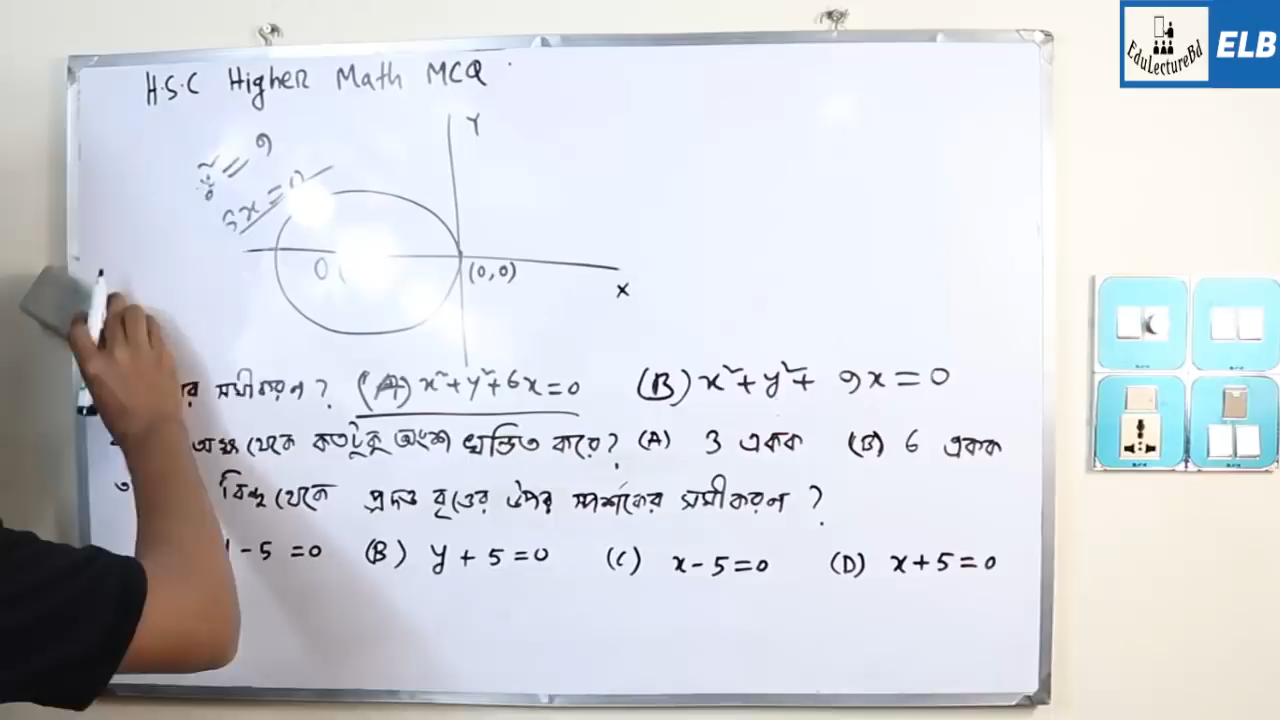 EduLectureBd ELB
H.S.C Higher Math MCQ
Y
= 9
5x = 0
(0,0)
x
র সমীকরণ? (A) x²+y²+6x=0 (B) x²+y²+ 9x=0
অক্ষ থেকে কতটুকু অংশ খন্ডিত করে? (A) 3 একক (B) 6 একক
বিন্দু থেকে প্রদত্ত বৃত্তের উপর স্পর্শকের সমীকরণ?
- 5 =0 (B) y + 5 =0 (C) x-5=0 (D) x+5=0